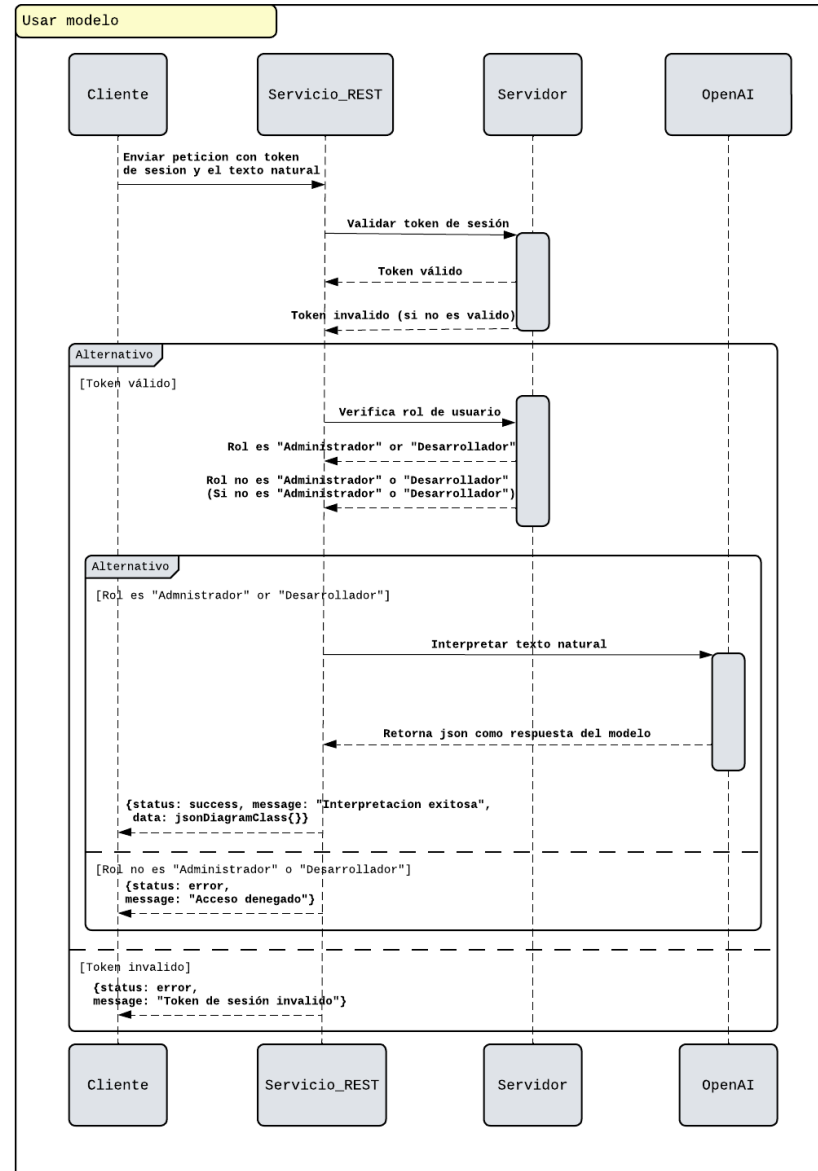 Usar modelo
Cliente
Servicio_REST
Servidor
OpenAI
Enviar peticion con token
de sesion y el texto natural
Validar token de sesión
Token válido
Token invalido (si no es valido)
Alternativo
[Token válido]
Verifica rol de usuario
Rol es "Administrador" or "Desarrollador"
Rol no es "Administrador" o "Desarrollador"
(Si no es "Administrador" o "Desarrollador")
Alternativo
[Rol es "Admnistrador" or "Desarrollador"]
Interpretar texto natural
Retorna json como respuesta del modelo
{status: success, message: "Interpretacion exitosa",
data: jsonDiagramClass{}}
[Rol no es "Administrador" o "Desarrollador"]
{status: error,
message: "Acceso denegado"}
[Token invalido]
{status: error,
message: "Token de sesión invalido"}
Cliente
Servicio_REST
Servidor
OpenAI